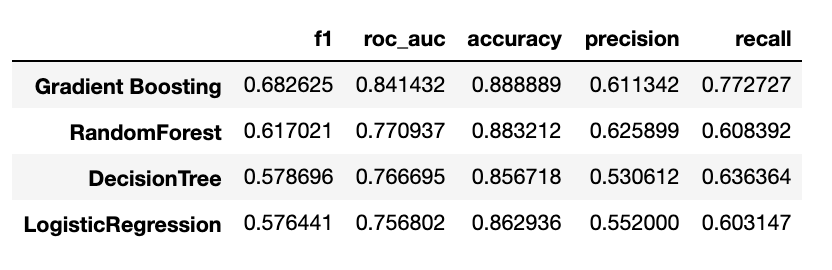 f1 roc_auc accuracy precision recall
Gradient Boosting 0.682625 0.841432 0.888889 0.611342 0.772727
RandomForest 0.617021 0.770937 0.883212 0.625899 0.608392
DecisionTree 0.578696 0.766695 0.856718 0.530612 0.636364
LogisticRegression 0.576441 0.756802 0.862936 0.552000 0.603147